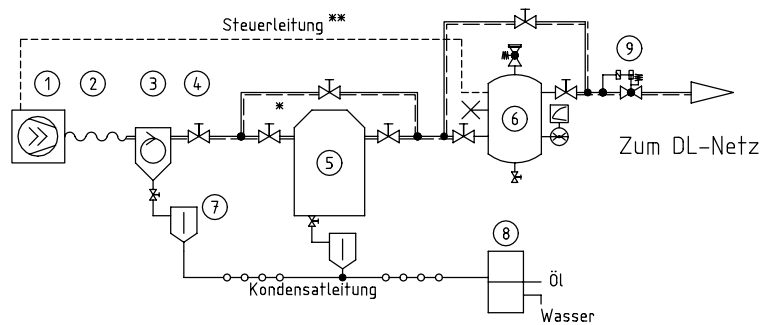 Steuerleitung **
1
2
3
4
*
5
6
9
Zum DL-Netz
7
8
Kondensatleitung
Öl
Wasser